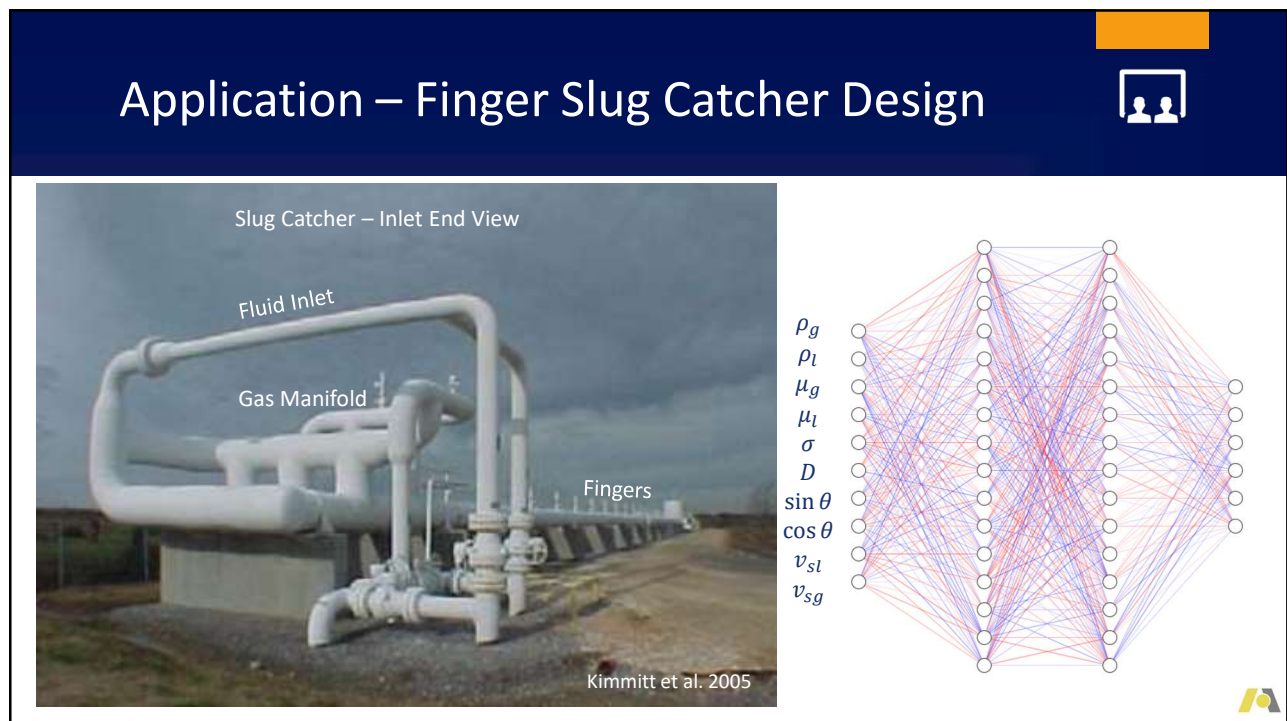 Application – Finger Slug Catcher Design
Slug Catcher – Inlet End View
Fluid Inlet
Gas Manifold
Fingers
Kimmitt et al. 2005
ρg
ρl
μg
μl
σ
D
sin θ
cos θ
vsl
vsg